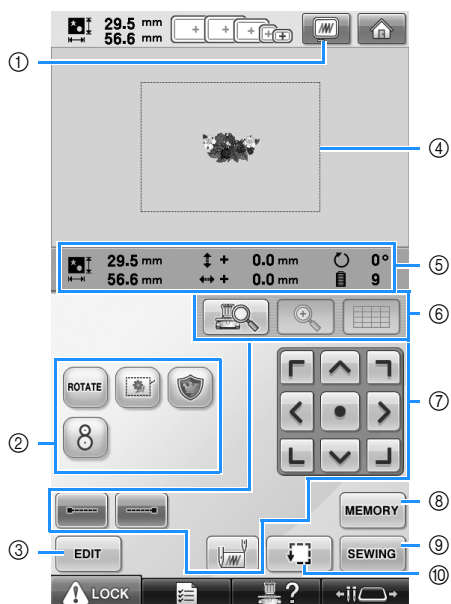 29.5 mm
56.6 mm
①
④
29.5 mm + 0.0 mm 0°
56.6 mm + 0.0 mm 9
⑤
⑥
ROTATE
⑦
②
8
MEMORY ⑧
③ EDIT SEWING ⑨
⑩
LOCK ?